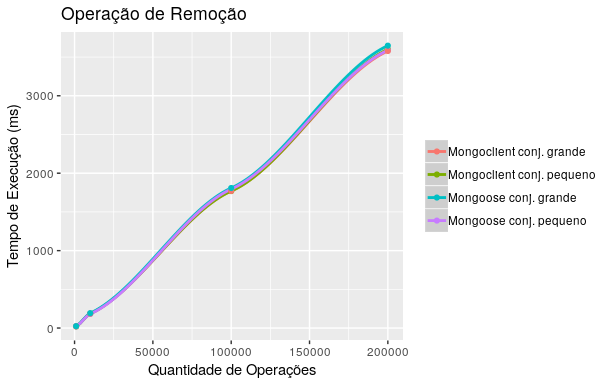 Operação de Remoção
Tempo de Execução (ms)
3000
2000
1000
0
0
50000
100000
150000
200000
Quantidade de Operações
Mongoclient conj. grande
Mongoclient conj. pequeno
Mongoose conj. grande
Mongoose conj. pequeno